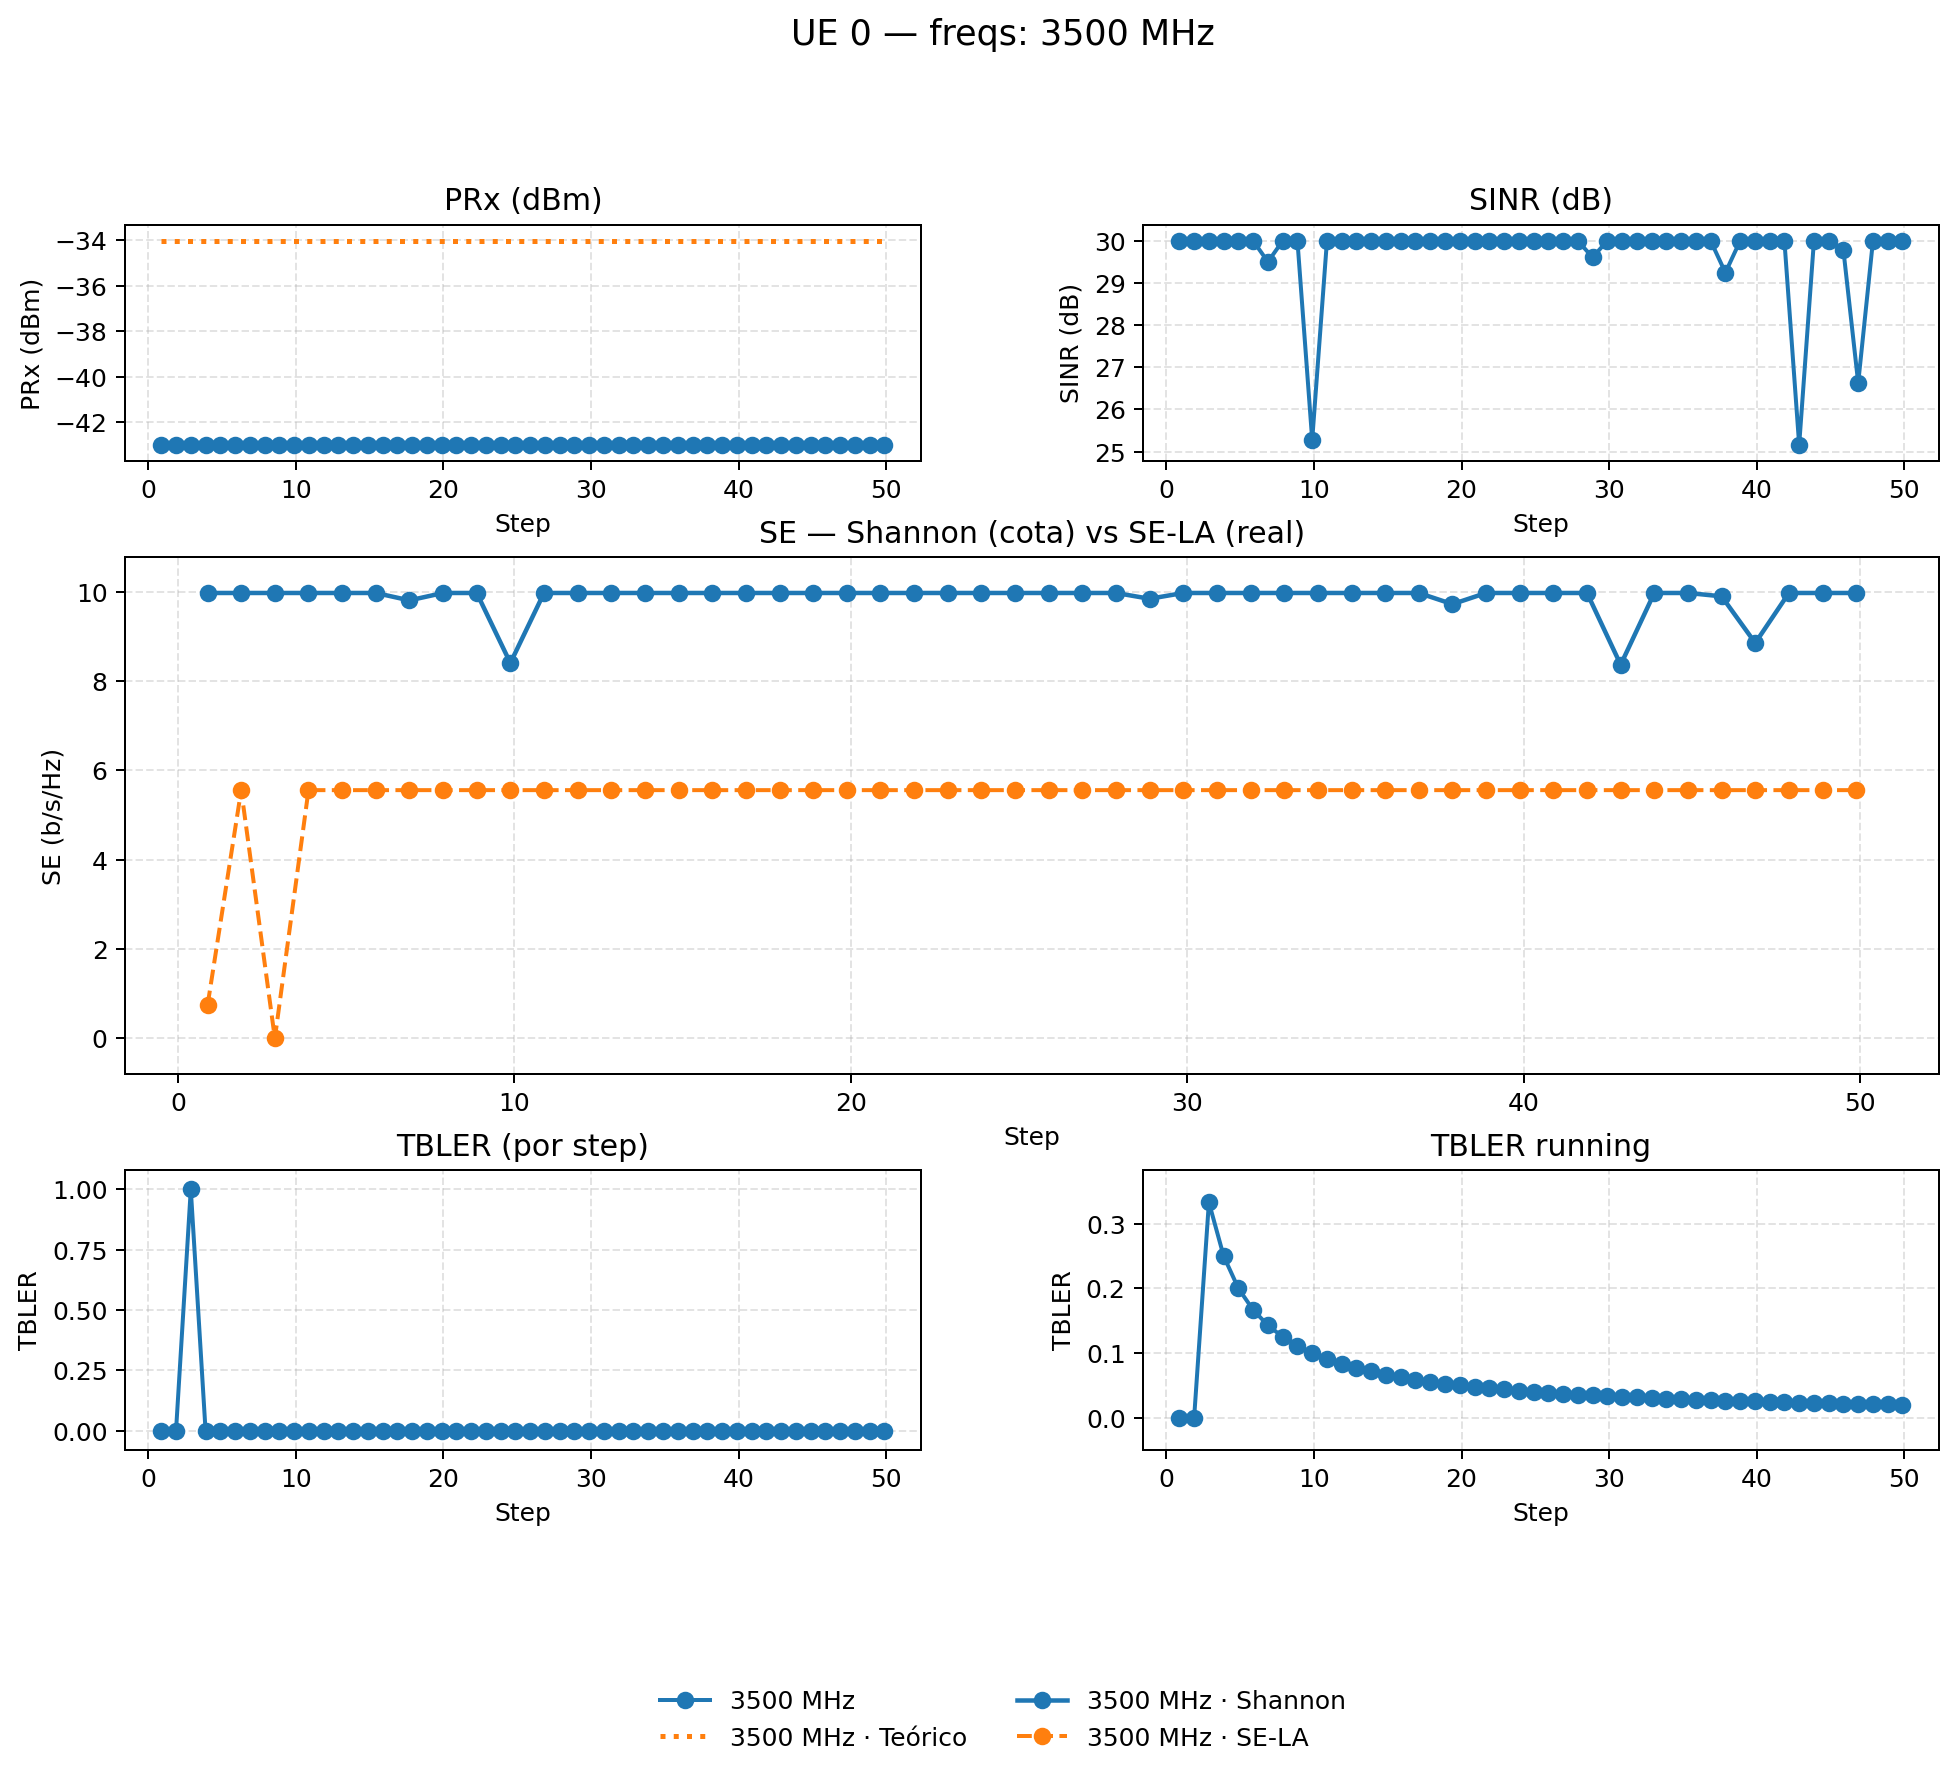 UE 0 — freqs: 3500 MHz
PRx (dBm)
PRx (dBm)
−34
−36
−38
−40
−42
0 10 20 30 40 50
Step
SINR (dB)
SINR (dB)
30
29
28
27
26
25
0 10 20 30 40 50
Step
SE — Shannon (cota) vs SE-LA (real)
SE (b/s/Hz)
10
8
6
4
2
0
0 10 20 30 40 50
Step
TBLER (por step)
TBLER
1.00
0.75
0.50
0.25
0.00
0 10 20 30 40 50
Step
TBLER running
TBLER
0.3
0.2
0.1
0.0
0 10 20 30 40 50
Step
3500 MHz
3500 MHz · Teórico
3500 MHz · Shannon
3500 MHz · SE-LA